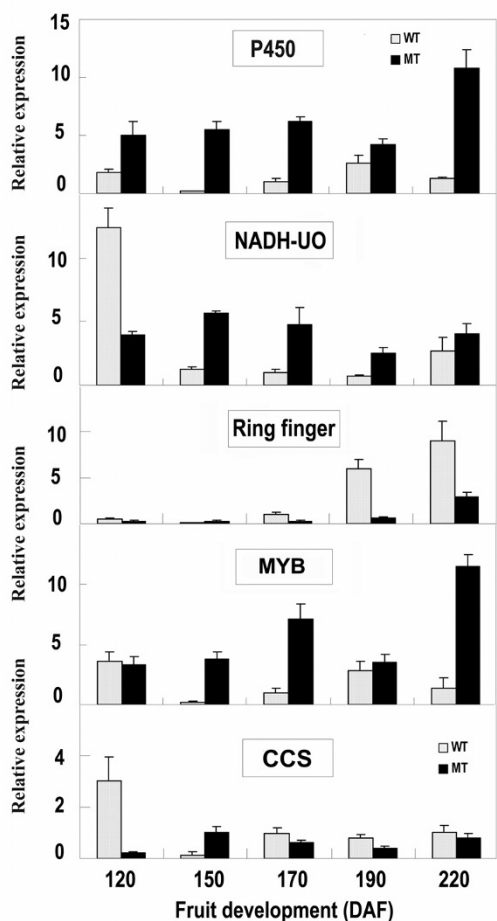 15
P450
WT
MT
10
5
0
Relative expression
NADH-UO
10
5
0
Relative expression
Ring finger
10
5
0
Relative expression
MYB
10
5
0
Relative expression
CCS
WT
MT
4
2
0
Relative expression
120 150 170 190 220
Fruit development (DAF)